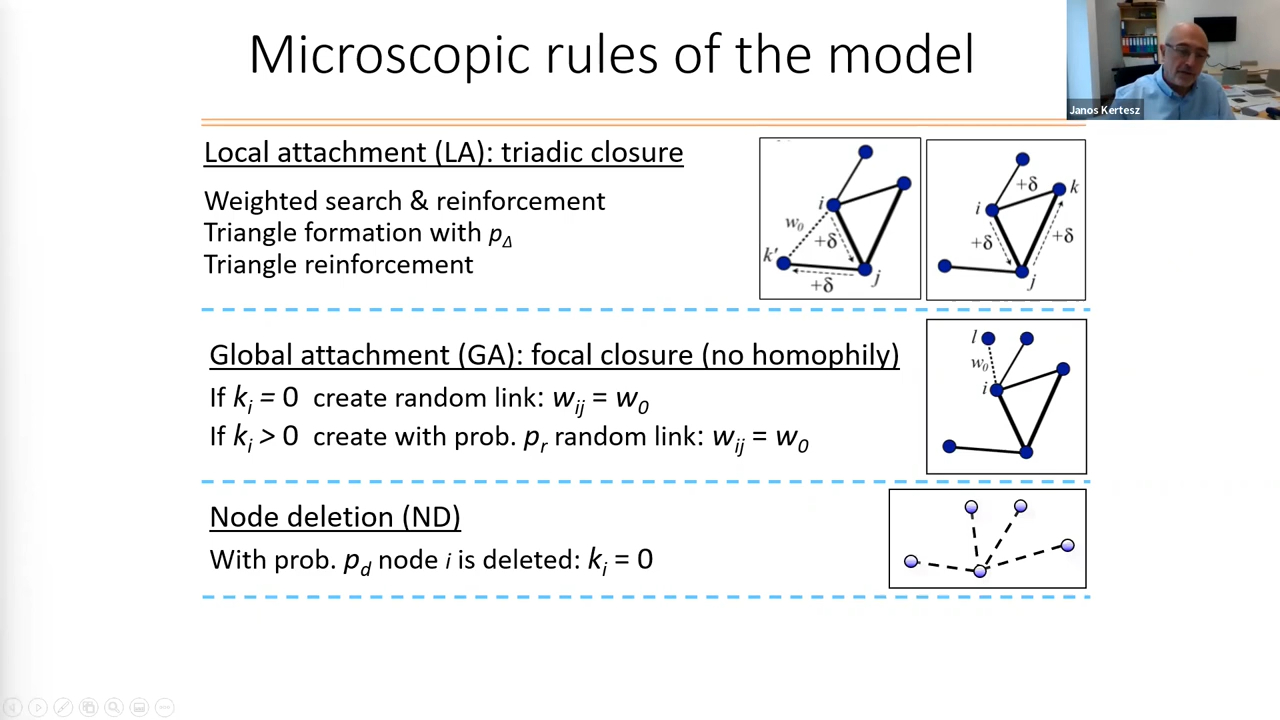 Microscopic rules of the model
Janos Kertesz
Local attachment (LA): triadic closure
Weighted search & reinforcement
Triangle formation with pΔ
Triangle reinforcement
i
w0
+δ
k'
+δ
j
+δ
k
i
+δ
+δ
j
Global attachment (GA): focal closure (no homophily)
If ki = 0 create random link: wij = w0
If ki > 0 create with prob. pr random link: wij = w0
l
w0
i
Node deletion (ND)
With prob. pd node i is deleted: ki = 0